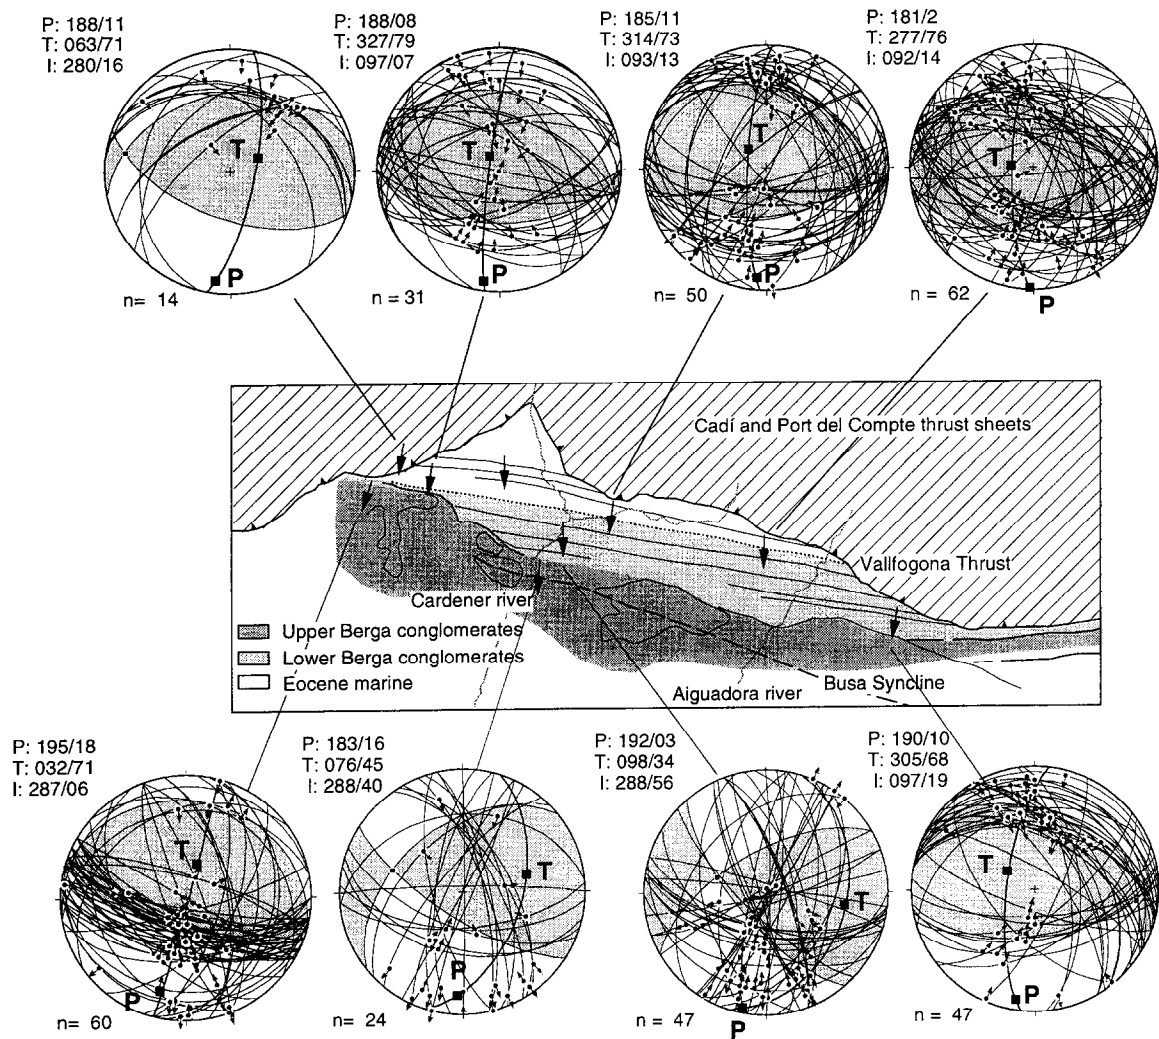 P: 188/11
T: 063/71
I: 280/16
P: 188/08
T: 327/79
I: 097/07
P: 185/11
T: 314/73
I: 093/13
P: 181/2
T: 277/76
I: 092/14
T
P
n= 14
T
P
n = 31
T
P
n= 50
T
P
n = 62
Cadí and Port del Compte thrust sheets
Vallfogona Thrust
Cardener river
Upper Berga conglomerates
Lower Berga conglomerates
Eocene marine
Aiguadora river
Busa Syncline
P: 195/18
T: 032/71
I: 287/06
P: 183/16
T: 076/45
I: 288/40
P: 192/03
T: 098/34
I: 288/56
P: 190/10
T: 305/68
I: 097/19
T
P
n= 60
T
P
n= 24
T
P
n = 47
T
P
n = 47